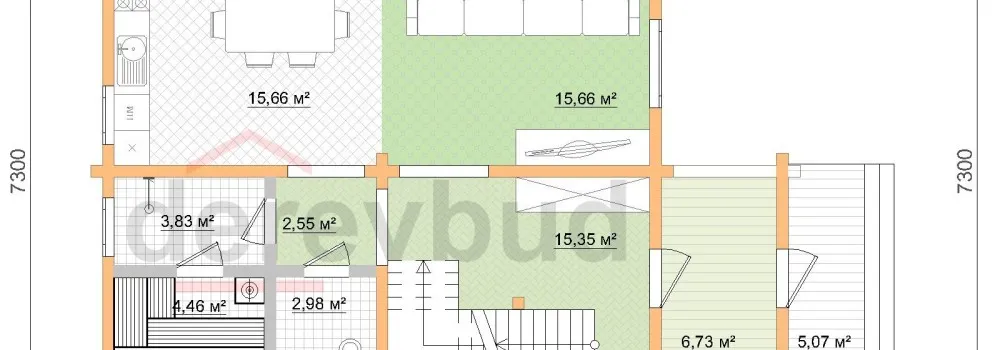 15,66 м²
15,66 м²
ПМ
7300
7300
derevbud
3,83 м²
2,55 м²
15,35 м²
4,46 м²
2,98 м²
6,73 м²
5,07 м²